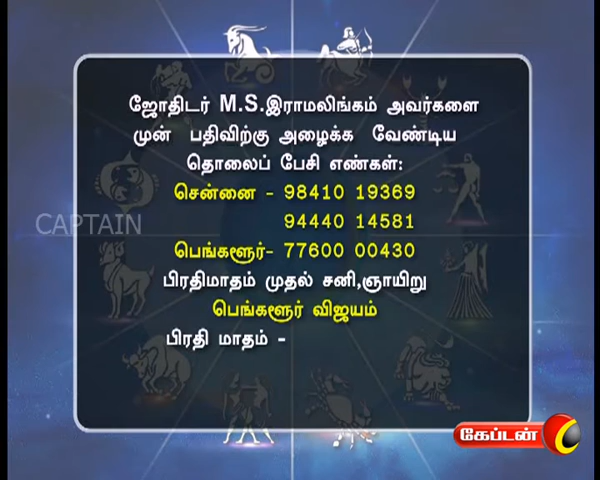 ஜோதிடர் M.S.இராமலிங்கம் அவர்களை
முன் பதிவிற்கு அழைக்க வேண்டிய
தொலைப் பேசி எண்கள்:
சென்னை - 98410 19369
94440 14581
பெங்களூர்- 77600 00430
பிரதிமாதம் முதல் சனி,ஞாயிறு
பெங்களூர் விஜயம்
பிரதி மாதம் -
CAPTAIN
கேப்டன்